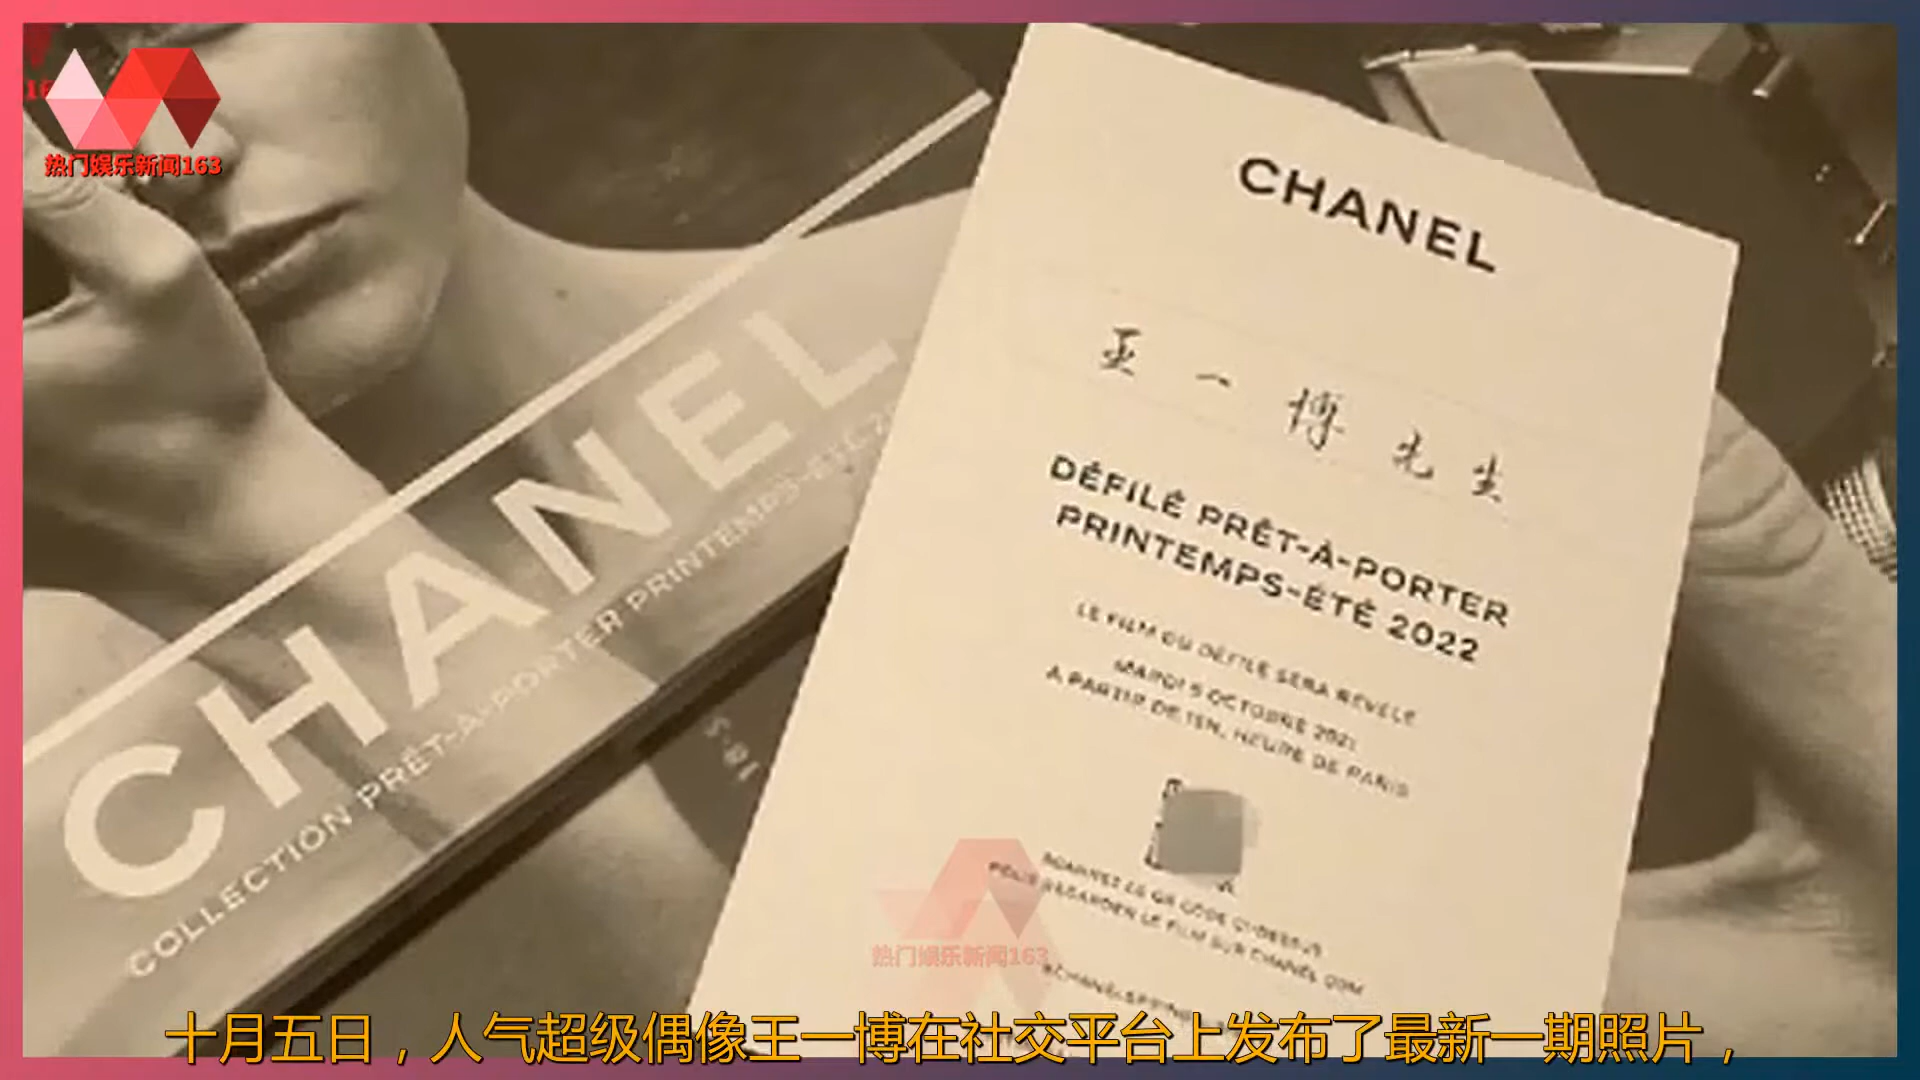 热门娱乐新闻163
CHANEL
COLLECTION PRÊT-À-PORTER PRINTEMPS-ÉTÉ
CHANEL
王一博先生
DÉFILÉ PRÊT-À-PORTER
PRINTEMPS-ÉTÉ 2022
LE FILM DU DÉFILÉ SERA RÉVÉLÉ
MARDI 5 OCTOBRE 2021
À PARTIR DE 15H, HEURE DE PARIS
SCANNEZ LE QR CODE CI-DESSUS
POUR REGARDER LE FILM SUR CHANEL.COM
热门娱乐新闻163
十月五日，人气超级偶像王一博在社交平台上发布了最新一期照片，